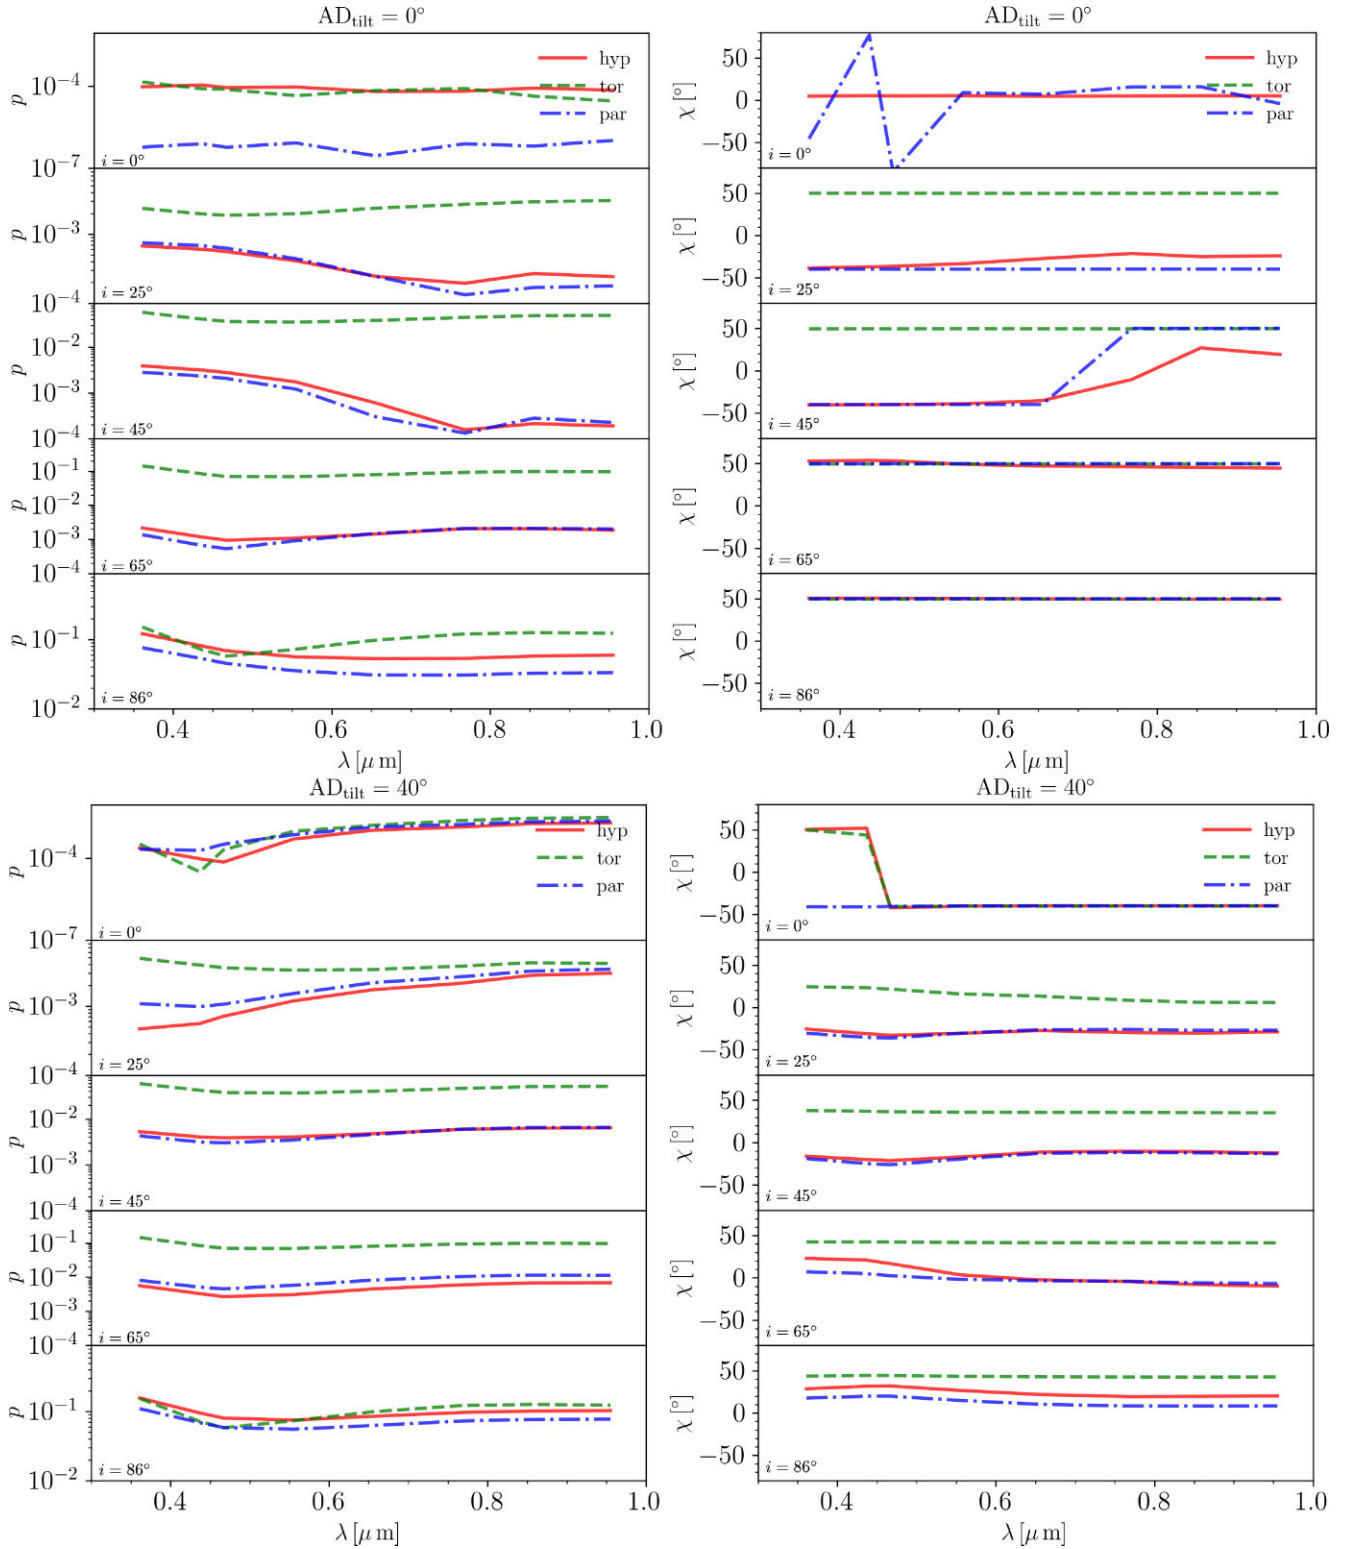 AD_tilt = 0°
p
10⁻⁴
10⁻⁷
hyp
tor
par
i = 0°
p
10⁻³
10⁻⁴
i = 25°
p
10⁻²
10⁻³
10⁻⁴
i = 45°
p
10⁻¹
10⁻²
10⁻³
10⁻⁴
i = 65°
p
10⁻¹
10⁻²
i = 86°
0.4 0.6 0.8 1.0
λ [μ m]
AD_tilt = 0°
χ [°]
50
0
−50
hyp
tor
par
i = 0°
χ [°]
50
0
−50
i = 25°
χ [°]
50
0
−50
i = 45°
χ [°]
50
0
−50
i = 65°
χ [°]
50
0
−50
i = 86°
0.4 0.6 0.8 1.0
λ [μ m]
AD_tilt = 40°
p
10⁻⁴
10⁻⁷
hyp
tor
par
i = 0°
p
10⁻³
10⁻⁴
i = 25°
p
10⁻²
10⁻³
10⁻⁴
i = 45°
p
10⁻¹
10⁻²
10⁻³
10⁻⁴
i = 65°
p
10⁻¹
10⁻²
i = 86°
0.4 0.6 0.8 1.0
λ [μ m]
AD_tilt = 40°
χ [°]
50
0
−50
hyp
tor
par
i = 0°
χ [°]
50
0
−50
i = 25°
χ [°]
50
0
−50
i = 45°
χ [°]
50
0
−50
i = 65°
χ [°]
50
0
−50
i = 86°
0.4 0.6 0.8 1.0
λ [μ m]